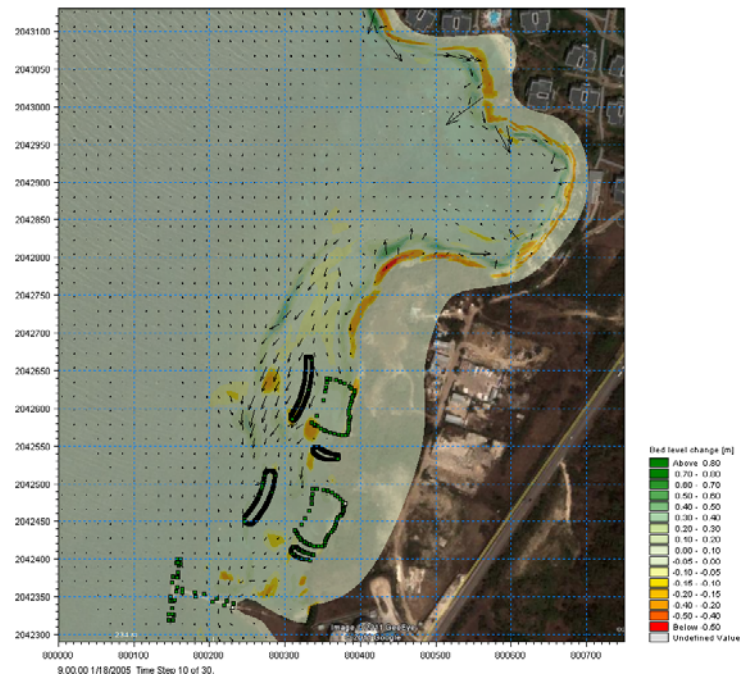 2043100
2043050
2043000
2042950
2042900
2042850
2042800
2042750
2042700
2042650
2042600
2042550
2042500
2042450
2042400
2042350
2042300
Bed level change [m]
Above 0.80
0.70 - 0.80
0.60 - 0.70
0.50 - 0.60
0.40 - 0.50
0.30 - 0.40
0.20 - 0.30
0.10 - 0.20
0.00 - 0.10
-0.05 - 0.00
-0.10 - -0.05
-0.15 - -0.10
-0.20 - -0.15
-0.40 - -0.20
-0.50 - -0.40
Below -0.50
Undefined Value
800000 800100 800200 800300 800400 800500 800600 800700
9:00:00 1/18/2005 Time Step 10 of 30.